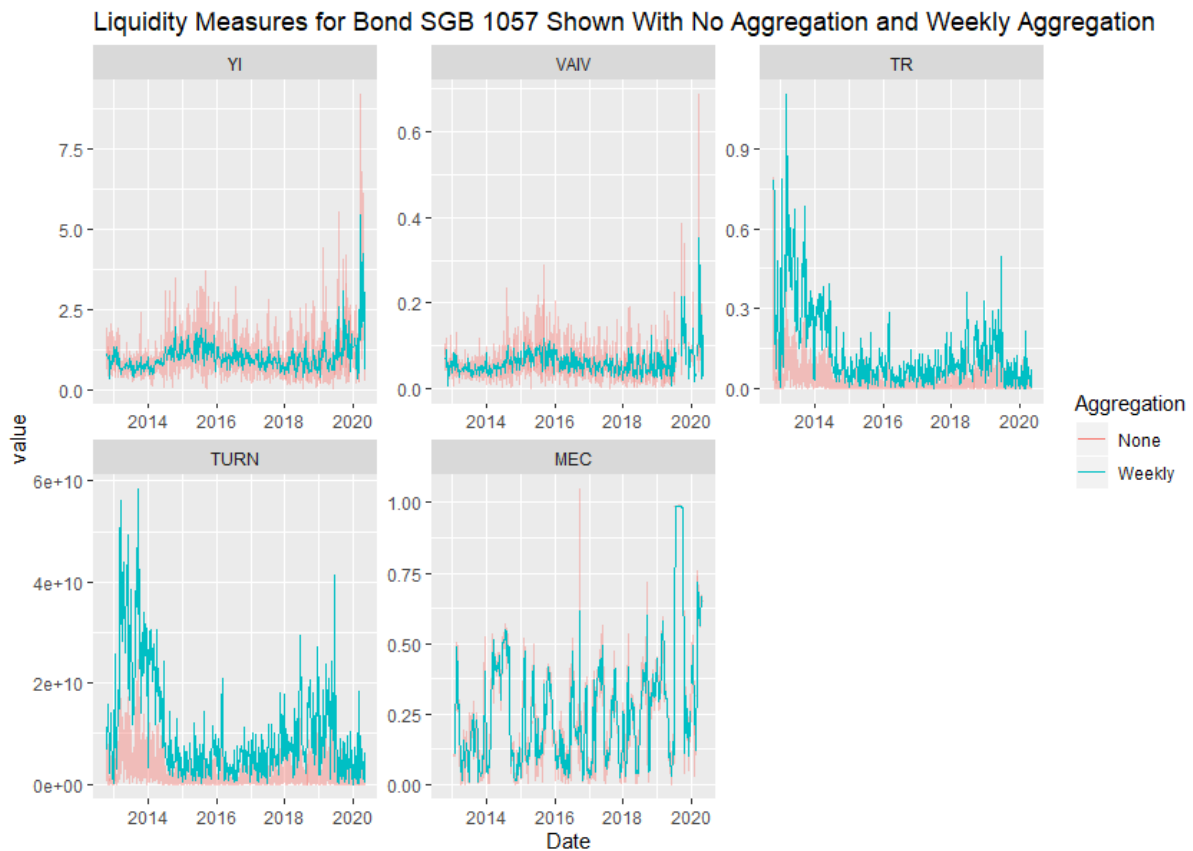 Liquidity Measures for Bond SGB 1057 Shown With No Aggregation and Weekly Aggregation
YI
VAIV
TR
7.5
5.0
2.5
0.0
0.6
0.4
0.2
0.0
0.9
0.6
0.3
0.0
2014 2016 2018 2020
2014 2016 2018 2020
2014 2016 2018 2020
value
TURN
MEC
6e+10
4e+10
2e+10
0e+00
1.00
0.75
0.50
0.25
0.00
2014 2016 2018 2020
2014 2016 2018 2020
Date
Aggregation
None
Weekly